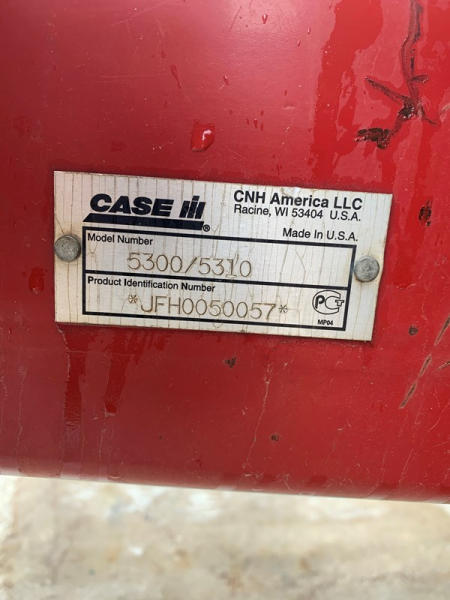 CASE IH®
CNH America LLC
Racine, WI 53404 U.S.A.
Made in U.S.A.
Model Number
5300/5310
Product Identification Number
*JFH0050057*
PCT
MP04